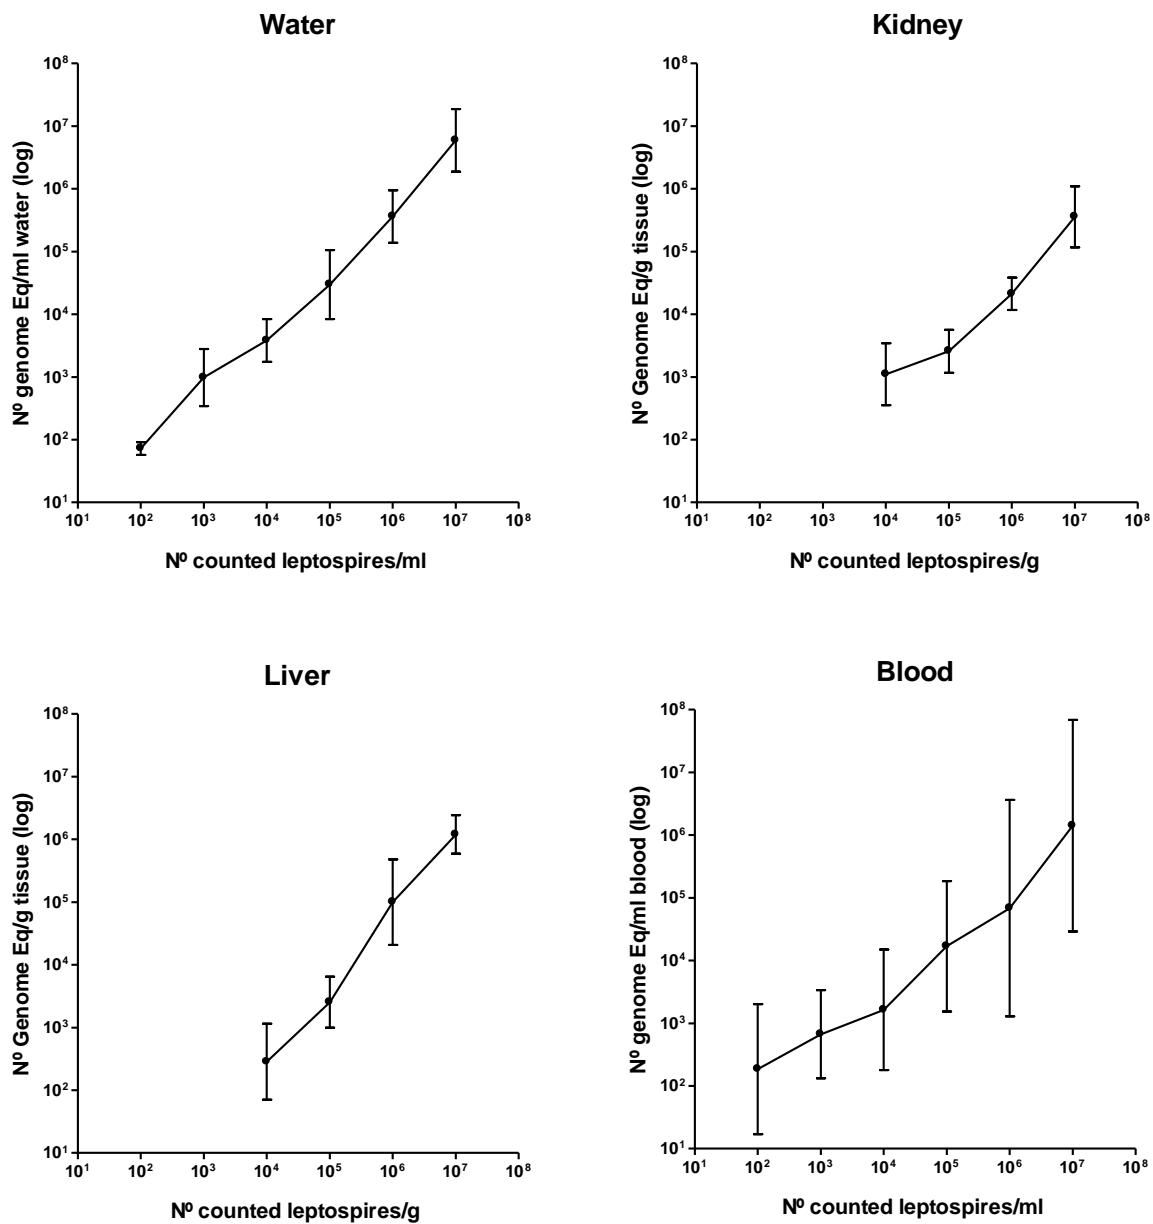 Water
10⁸
10⁷
10⁶
10⁵
10⁴
10³
10²
10¹
Nº genome Eq/ml water (log)
10¹ 10² 10³ 10⁴ 10⁵ 10⁶ 10⁷ 10⁸
Nº counted leptospires/ml
Kidney
10⁸
10⁷
10⁶
10⁵
10⁴
10³
10²
10¹
Nº Genome Eq/g tissue (log)
10¹ 10² 10³ 10⁴ 10⁵ 10⁶ 10⁷ 10⁸
Nº counted leptospires/g
Liver
10⁸
10⁷
10⁶
10⁵
10⁴
10³
10²
10¹
Nº Genome Eq/g tissue (log)
10¹ 10² 10³ 10⁴ 10⁵ 10⁶ 10⁷ 10⁸
Nº counted leptospires/g
Blood
10⁸
10⁷
10⁶
10⁵
10⁴
10³
10²
10¹
Nº genome Eq/ml blood (log)
10¹ 10² 10³ 10⁴ 10⁵ 10⁶ 10⁷ 10⁸
Nº counted leptospires/ml